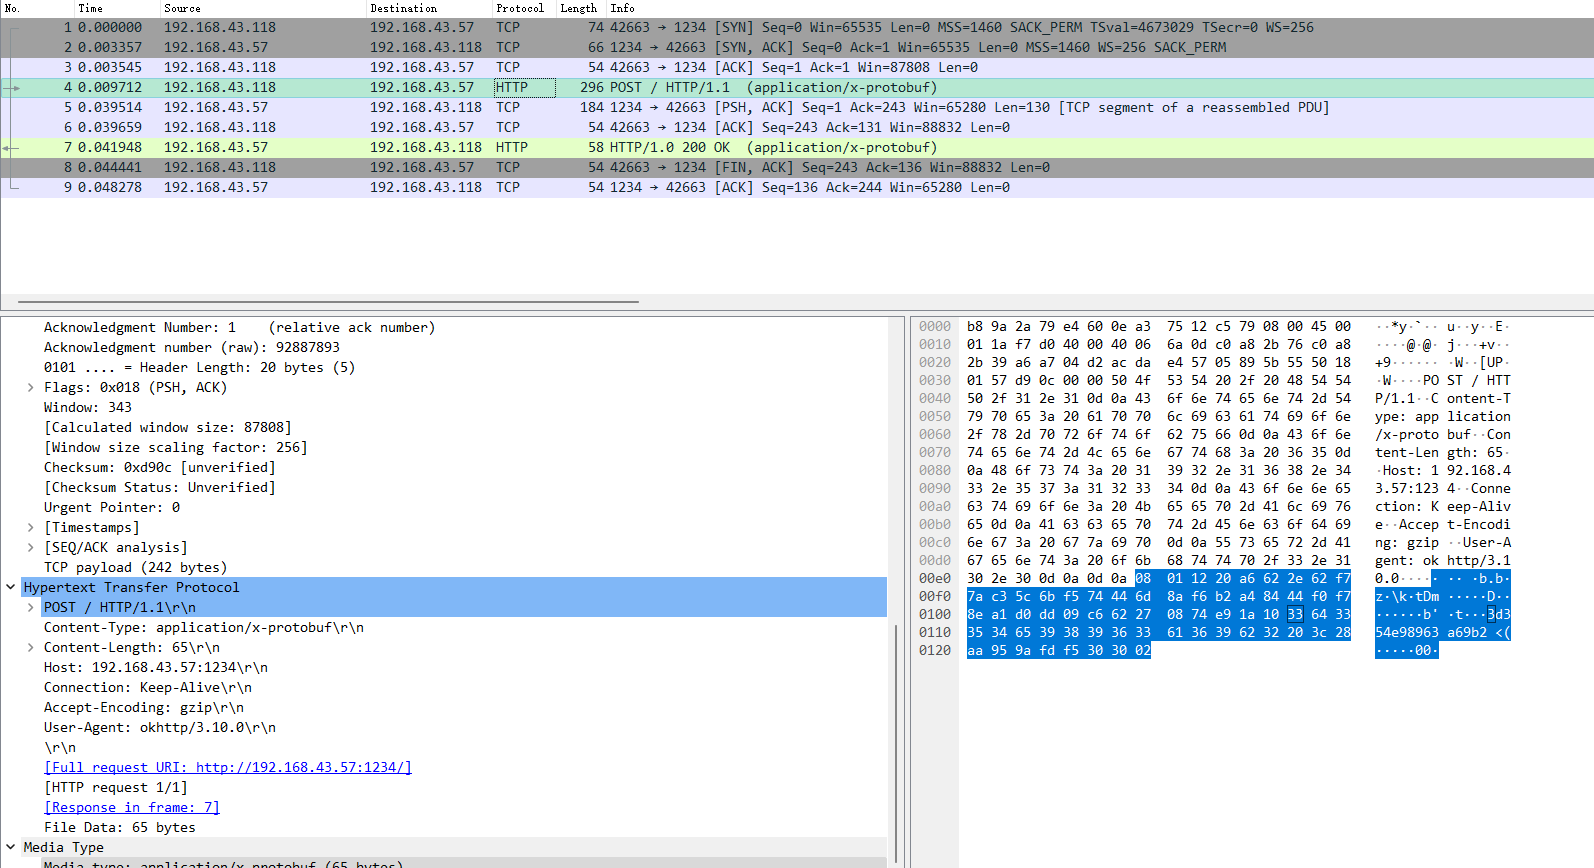 No. Time Source Destination Protocol Length Info
1 0.000000 192.168.43.118 192.168.43.57 TCP 74 42663 → 1234 [SYN] Seq=0 Win=65535 Len=0 MSS=1460 SACK_PERM TSval=4673029 TSecr=0 WS=256
2 0.003357 192.168.43.57 192.168.43.118 TCP 66 1234 → 42663 [SYN, ACK] Seq=0 Ack=1 Win=65535 Len=0 MSS=1460 WS=256 SACK_PERM
3 0.003545 192.168.43.118 192.168.43.57 TCP 54 42663 → 1234 [ACK] Seq=1 Ack=1 Win=87808 Len=0
4 0.009712 192.168.43.118 192.168.43.57 HTTP 296 POST / HTTP/1.1  (application/x-protobuf)
5 0.039514 192.168.43.57 192.168.43.118 TCP 184 1234 → 42663 [PSH, ACK] Seq=1 Ack=243 Win=65280 Len=130 [TCP segment of a reassembled PDU]
6 0.039659 192.168.43.118 192.168.43.57 TCP 54 42663 → 1234 [ACK] Seq=243 Ack=131 Win=88832 Len=0
7 0.041948 192.168.43.57 192.168.43.118 HTTP 58 HTTP/1.0 200 OK  (application/x-protobuf)
8 0.044441 192.168.43.118 192.168.43.57 TCP 54 42663 → 1234 [FIN, ACK] Seq=243 Ack=136 Win=88832 Len=0
9 0.048278 192.168.43.57 192.168.43.118 TCP 54 1234 → 42663 [ACK] Seq=136 Ack=244 Win=65280 Len=0
Acknowledgment Number: 1    (relative ack number)
Acknowledgment number (raw): 92887893
0101 .... = Header Length: 20 bytes (5)
Flags: 0x018 (PSH, ACK)
Window: 343
[Calculated window size: 87808]
[Window size scaling factor: 256]
Checksum: 0xd90c [unverified]
[Checksum Status: Unverified]
Urgent Pointer: 0
[Timestamps]
[SEQ/ACK analysis]
TCP payload (242 bytes)
Hypertext Transfer Protocol
POST / HTTP/1.1\r\n
Content-Type: application/x-protobuf\r\n
Content-Length: 65\r\n
Host: 192.168.43.57:1234\r\n
Connection: Keep-Alive\r\n
Accept-Encoding: gzip\r\n
User-Agent: okhttp/3.10.0\r\n
\r\n
[Full request URI: http://192.168.43.57:1234/]
[HTTP request 1/1]
[Response in frame: 7]
File Data: 65 bytes
Media Type
Media type: application/x-protobuf (65 bytes)
0000 b8 9a 2a 79 e4 60 0e a3 75 12 c5 79 08 00 45 00 ··*y·`·· u··y··E·
0010 01 1a f7 d0 40 00 40 06 6a 0d c0 a8 2b 76 c0 a8 ····@·@· j···+v··
0020 2b 39 a6 a7 04 d2 ac da e4 57 05 89 5b 55 50 18 +9······ ·W··[UP·
0030 01 57 d9 0c 00 00 50 4f 53 54 20 2f 20 48 54 54 ·W····PO ST / HTT
0040 50 2f 31 2e 31 0d 0a 43 6f 6e 74 65 6e 74 2d 54 P/1.1··C ontent-T
0050 79 70 65 3a 20 61 70 70 6c 69 63 61 74 69 6f 6e ype: app lication
0060 2f 78 2d 70 72 6f 74 6f 62 75 66 0d 0a 43 6f 6e /x-proto buf··Con
0070 74 65 6e 74 2d 4c 65 6e 67 74 68 3a 20 36 35 0d tent-Len gth: 65·
0080 0a 48 6f 73 74 3a 20 31 39 32 2e 31 36 38 2e 34 ·Host: 1 92.168.4
0090 33 2e 35 37 3a 31 32 33 34 0d 0a 43 6f 6e 6e 65 3.57:123 4··Conne
00a0 63 74 69 6f 6e 3a 20 4b 65 65 70 2d 41 6c 69 76 ction: K eep-Aliv
00b0 65 0d 0a 41 63 63 65 70 74 2d 45 6e 63 6f 64 69 e··Accep t-Encodi
00c0 6e 67 3a 20 67 7a 69 70 0d 0a 55 73 65 72 2d 41 ng: gzip ··User-A
00d0 67 65 6e 74 3a 20 6f 6b 68 74 74 70 2f 33 2e 31 gent: ok http/3.1
00e0 30 2e 30 0d 0a 0d 0a 08 01 12 20 a6 62 2e 62 f7 0.0····· ·· ·b.b·
00f0 7a c3 5c 6b f5 74 44 6d 8a f6 b2 a4 84 44 f0 f7 z·\k·tDm ·····D··
0100 8e a1 d0 dd 09 c6 62 27 08 74 e9 1a 10 33 64 33 ······b' ·t···3d3
0110 35 34 65 39 38 39 36 33 61 36 39 62 32 20 3c 28 54e98963 a69b2 <(
0120 aa 95 9a fd f5 30 30 02 ·····00·